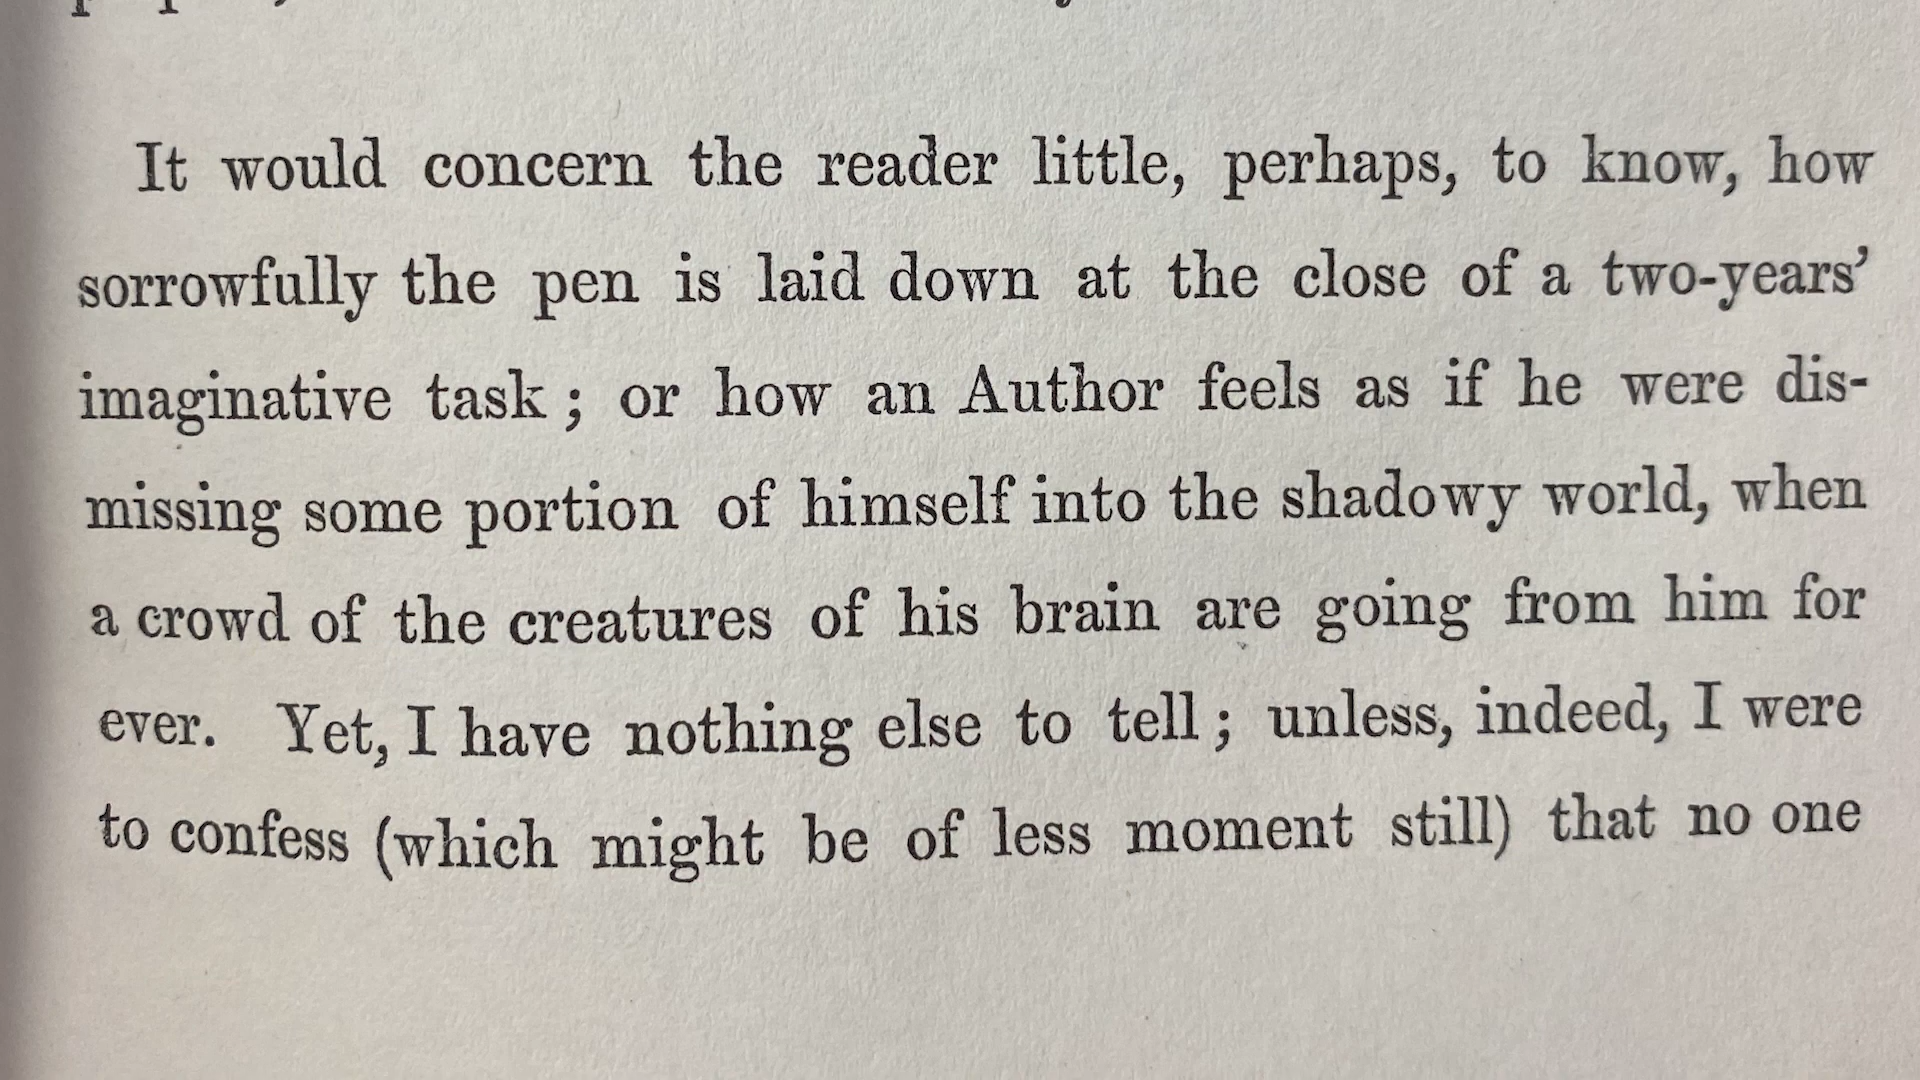 It would concern the reader little, perhaps, to know, how
sorrowfully the pen is laid down at the close of a two-years’
imaginative task ; or how an Author feels as if he were dis-
missing some portion of himself into the shadowy world, when
a crowd of the creatures of his brain are going from him for
ever. Yet, I have nothing else to tell ; unless, indeed, I were
to confess (which might be of less moment still) that no one